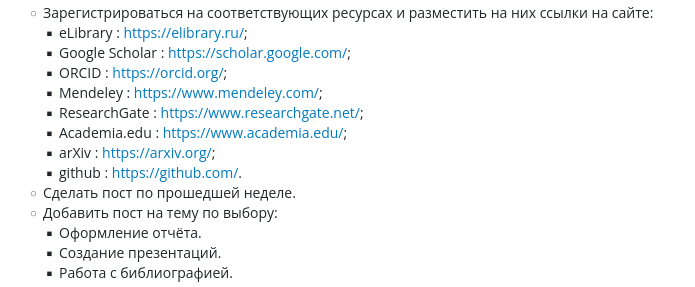 Зарегистрироваться на соответствующих ресурсах и разместить на них ссылки на сайте:
eLibrary : https://elibrary.ru/;
Google Scholar : https://scholar.google.com/;
ORCID : https://orcid.org/;
Mendeley : https://www.mendeley.com/;
ResearchGate : https://www.researchgate.net/;
Academia.edu : https://www.academia.edu/;
arXiv : https://arxiv.org/;
github : https://github.com/.
Сделать пост по прошедшей неделе.
Добавить пост на тему по выбору:
Оформление отчёта.
Создание презентаций.
Работа с библиографией.